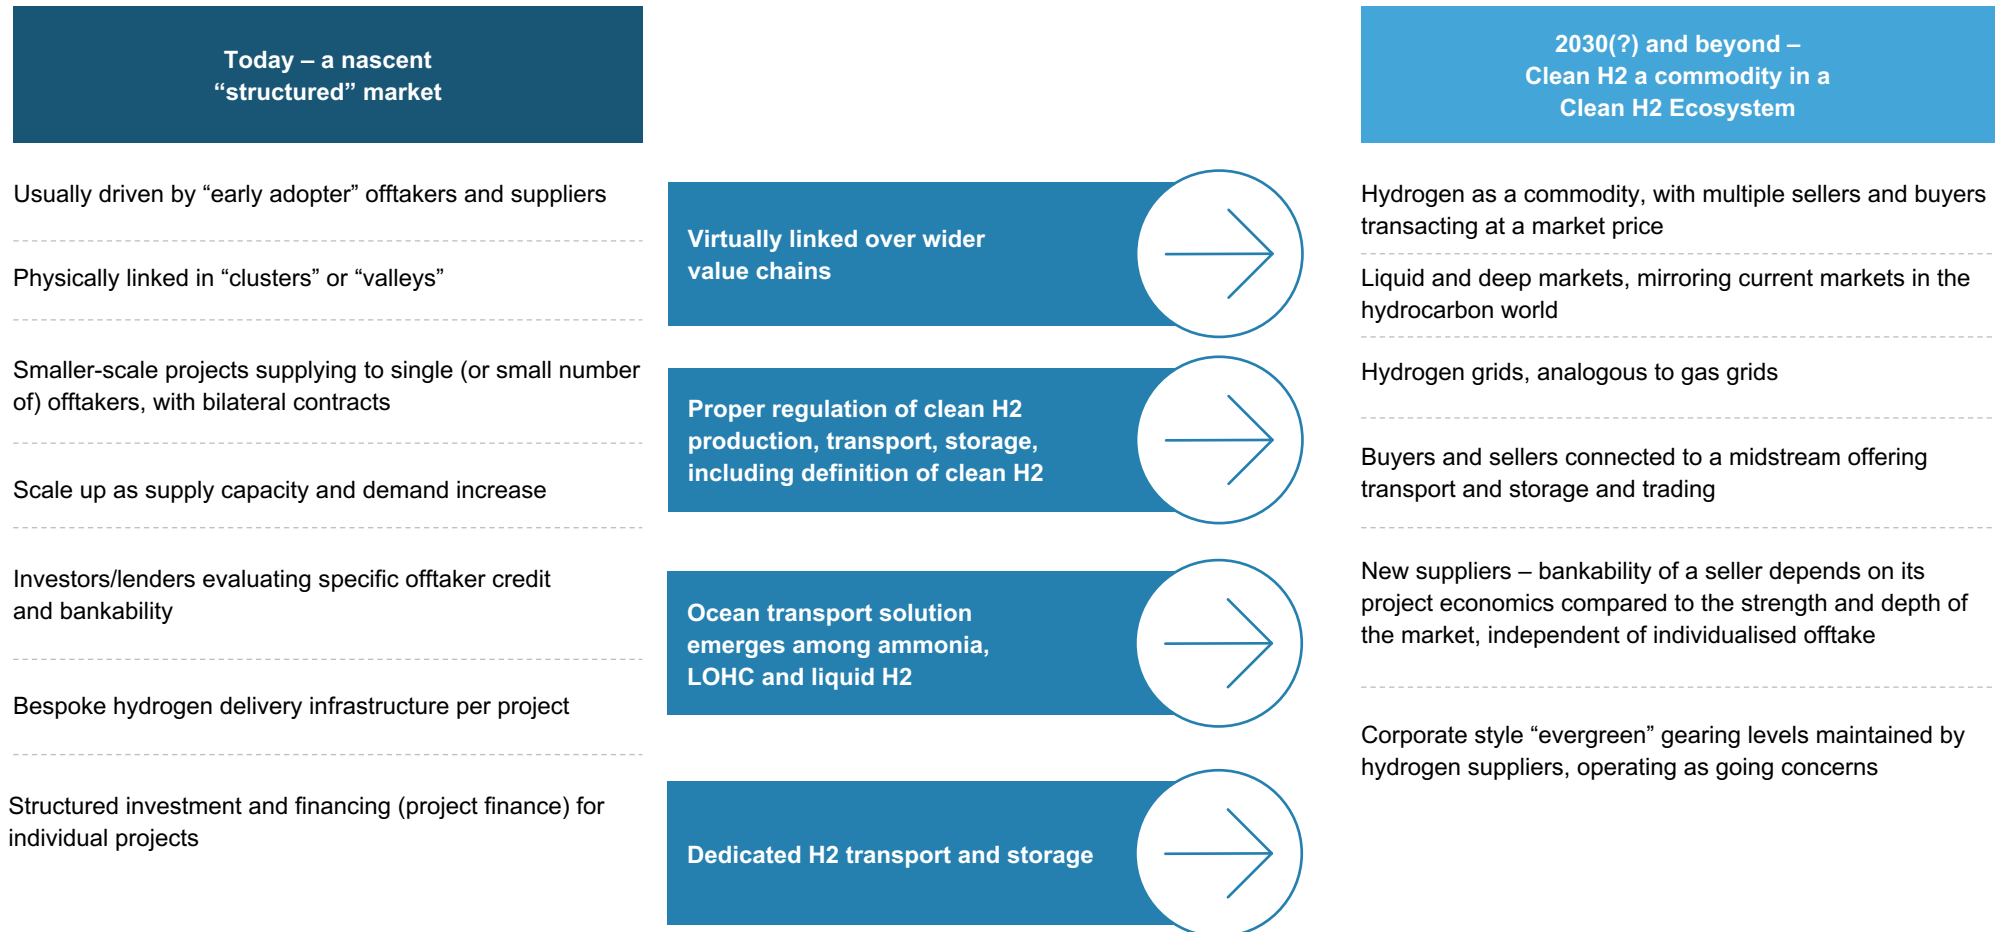 Today – a nascent
“structured” market
Usually driven by “early adopter” offtakers and suppliers
Physically linked in “clusters” or “valleys”
Smaller-scale projects supplying to single (or small number
of) offtakers, with bilateral contracts
Scale up as supply capacity and demand increase
Investors/lenders evaluating specific offtaker credit
and bankability
Bespoke hydrogen delivery infrastructure per project
Structured investment and financing (project finance) for
individual projects
Virtually linked over wider
value chains
Proper regulation of clean H2
production, transport, storage,
including definition of clean H2
Ocean transport solution
emerges among ammonia,
LOHC and liquid H2
Dedicated H2 transport and storage
2030(?) and beyond –
Clean H2 a commodity in a
Clean H2 Ecosystem
Hydrogen as a commodity, with multiple sellers and buyers
transacting at a market price
Liquid and deep markets, mirroring current markets in the
hydrocarbon world
Hydrogen grids, analogous to gas grids
Buyers and sellers connected to a midstream offering
transport and storage and trading
New suppliers – bankability of a seller depends on its
project economics compared to the strength and depth of
the market, independent of individualised offtake
Corporate style “evergreen” gearing levels maintained by
hydrogen suppliers, operating as going concerns